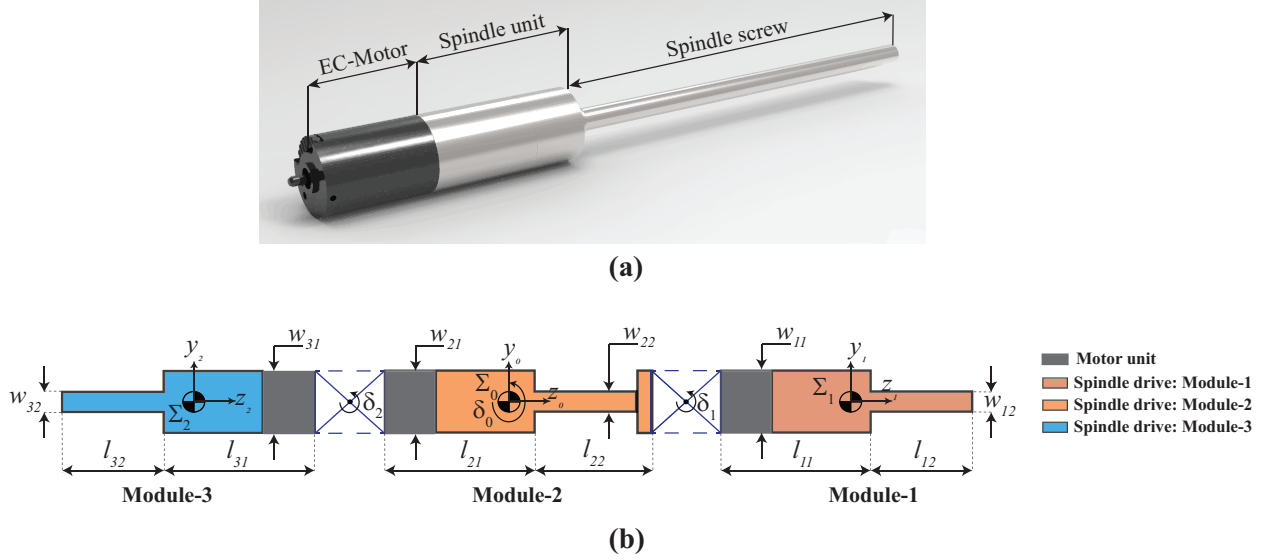 EC-Motor
Spindle unit
Spindle screw
(a)
w₃₁
w₂₁
w₂₂
w₁₁
y₂
y₀
y₁
w₃₂
Σ₂
z₂
δ₂
Σ₀
z₀
δ₀
δ₁
Σ₁
z₁
w₁₂
l₃₂
l₃₁
l₂₁
l₂₂
l₁₁
l₁₂
Module-3
Module-2
Module-1
Motor unit
Spindle drive: Module-1
Spindle drive: Module-2
Spindle drive: Module-3
(b)